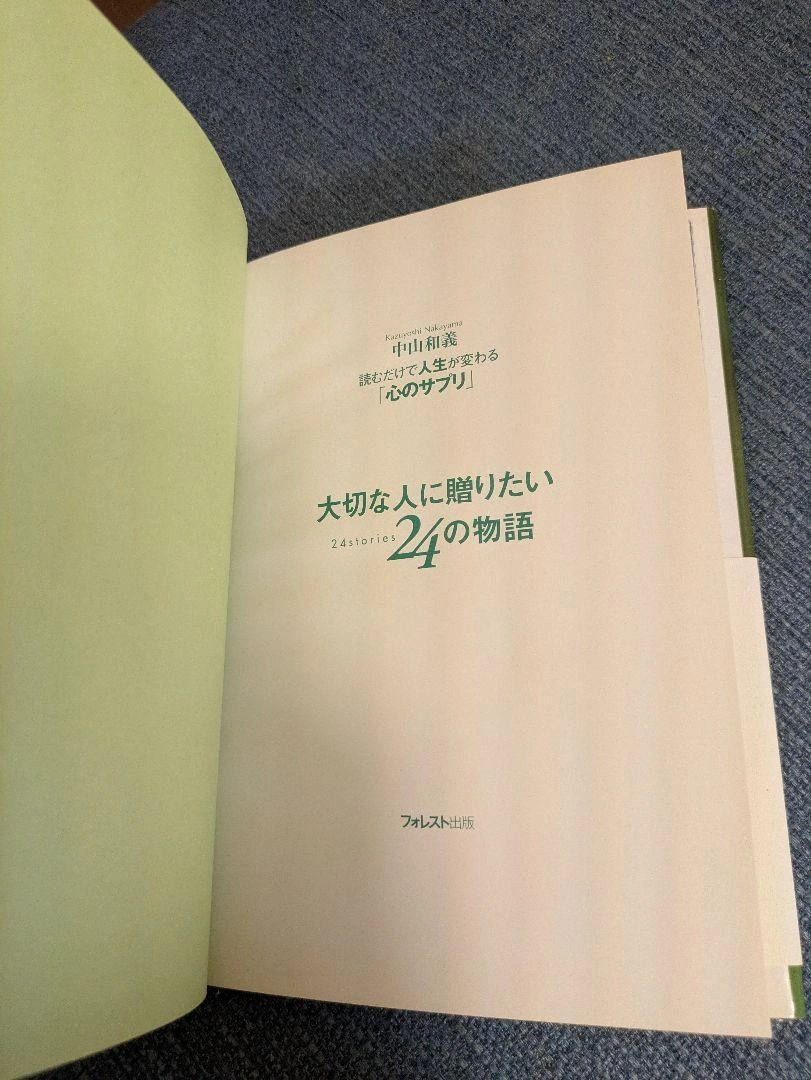 Kazuyoshi Nakayama
中山和義
読むだけで人生が変わる
「心のサプリ」
大切な人に贈りたい
24stories 24の物語
フォレスト出版